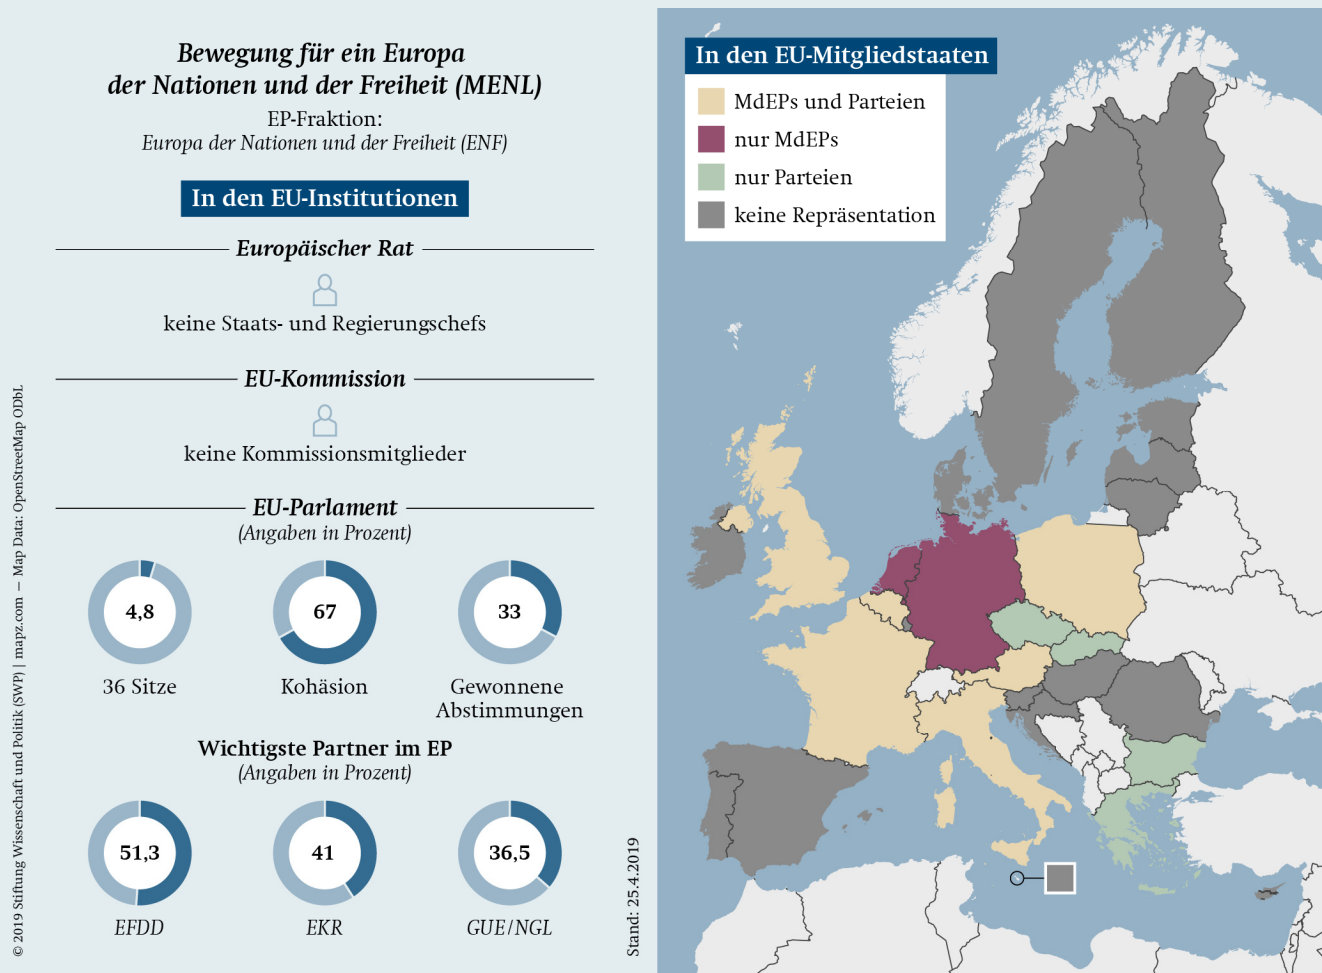 Bewegung für ein Europa
der Nationen und der Freiheit (MENL)
EP-Fraktion:
Europa der Nationen und der Freiheit (ENF)
In den EU-Institutionen
Europäischer Rat
keine Staats- und Regierungschefs
EU-Kommission
keine Kommissionsmitglieder
EU-Parlament
(Angaben in Prozent)
4,8
67
33
36 Sitze
Kohäsion
Gewonnene
Abstimmungen
Wichtigste Partner im EP
(Angaben in Prozent)
51,3
41
36,5
EFDD
EKR
GUE/NGL
© 2019 Stiftung Wissenschaft und Politik (SWP) | mapz.com – Map Data: OpenStreetMap ODbL
Stand: 25.4.2019
In den EU-Mitgliedstaaten
MdEPs und Parteien
nur MdEPs
nur Parteien
keine Repräsentation